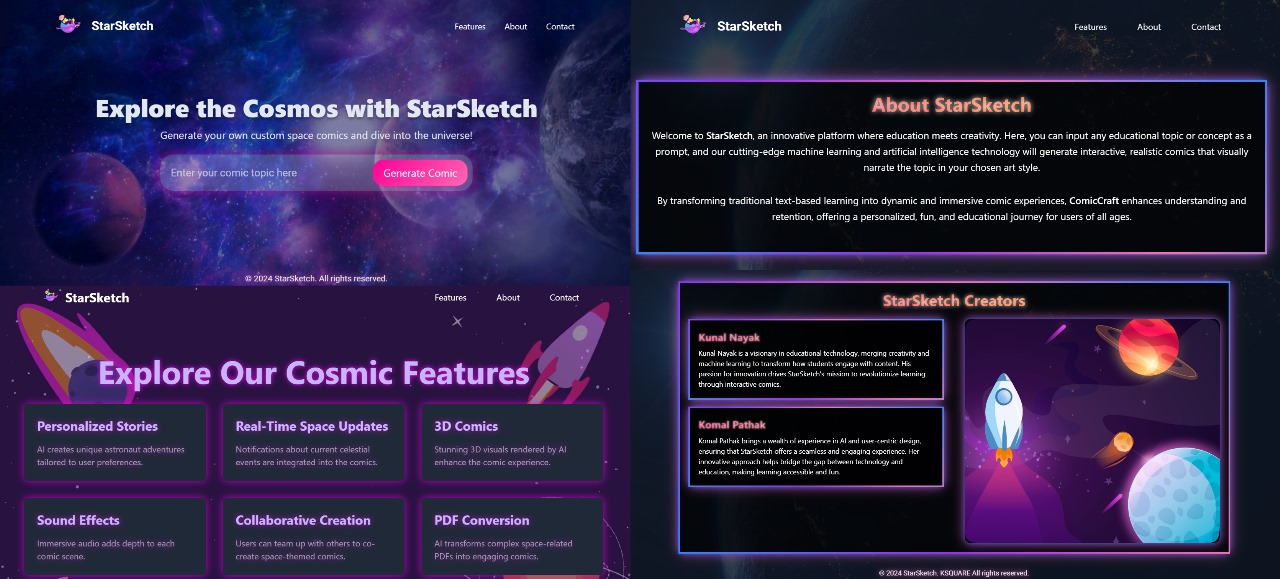 StarSketch
Features About Contact
Explore the Cosmos with StarSketch
Generate your own custom space comics and dive into the universe!
Enter your comic topic here
Generate Comic
© 2024 StarSketch. All rights reserved.
StarSketch
Features About Contact
About StarSketch
Welcome to StarSketch, an innovative platform where education meets creativity. Here, you can input any educational topic or concept as a
prompt, and our cutting-edge machine learning and artificial intelligence technology will generate interactive, realistic comics that visually
narrate the topic in your chosen art style.
By transforming traditional text-based learning into dynamic and immersive comic experiences, ComicCraft enhances understanding and
retention, offering a personalized, fun, and educational journey for users of all ages.
StarSketch
Features About Contact
Explore Our Cosmic Features
Personalized Stories
AI creates unique astronaut adventures
tailored to user preferences.
Real-Time Space Updates
Notifications about current celestial
events are integrated into the comics.
3D Comics
Stunning 3D visuals rendered by AI
enhance the comic experience.
Sound Effects
Immersive audio adds depth to each
comic scene.
Collaborative Creation
Users can team up with others to co-
create space-themed comics.
PDF Conversion
AI transforms complex space-related
PDFs into engaging comics.
StarSketch Creators
Kunal Nayak
Kunal Nayak is a visionary in educational technology, merging creativity and
machine learning to transform how students engage with content. His
passion for innovation drives StarSketch's mission to revolutionize learning
through interactive comics.
Komal Pathak
Komal Pathak brings a wealth of experience in AI and user-centric design,
ensuring that StarSketch offers a seamless and engaging experience. Her
innovative approach helps bridge the gap between technology and
education, making learning accessible and fun.
© 2024 StarSketch. KSQUARE All rights reserved.